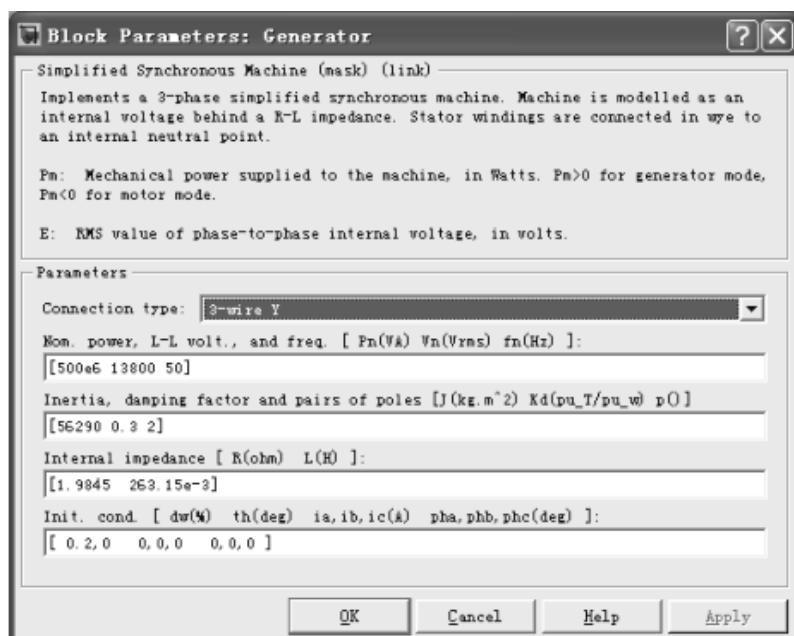 Block Parameters: Generator
Simplified Synchronous Machine (mask) (link)
Implements a 3-phase simplified synchronous machine. Machine is modelled as an
internal voltage behind a R-L impedance. Stator windings are connected in wye to
an internal neutral point.
Pm: Mechanical power supplied to the machine, in Watts. Pm>0 for generator mode,
Pm<0 for motor mode.
E: RMS value of phase-to-phase internal voltage, in volts.
Parameters
Connection type: 3-wire Y
Nom. power, L-L volt., and freq. [ Pn(VA) Vn(Vrms) fn(Hz) ]:
[500e6 13800 50]
Inertia, damping factor and pairs of poles [J(kg.m^2) Kd(pu_T/pu_w) p()]
[56290 0.3 2]
Internal impedance [ R(ohm) L(H) ]:
[1.9845 263.15e-3]
Init. cond. [ dw(%) th(deg) ia,ib,ic(A) pha,phb,phc(deg) ]:
[ 0.2,0 0,0,0 0,0,0 ]
OK Cancel Help Apply